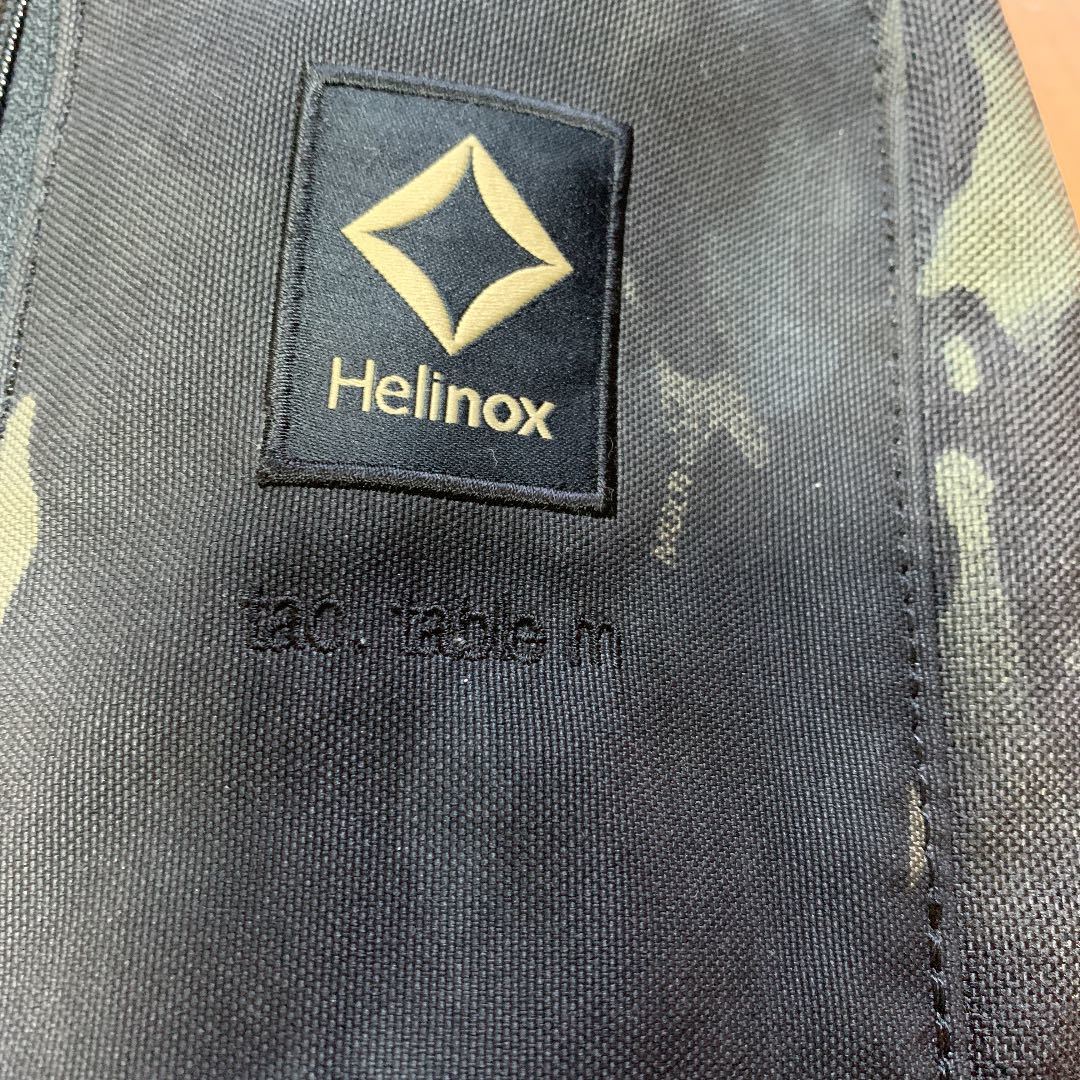 Helinox
tac. table m